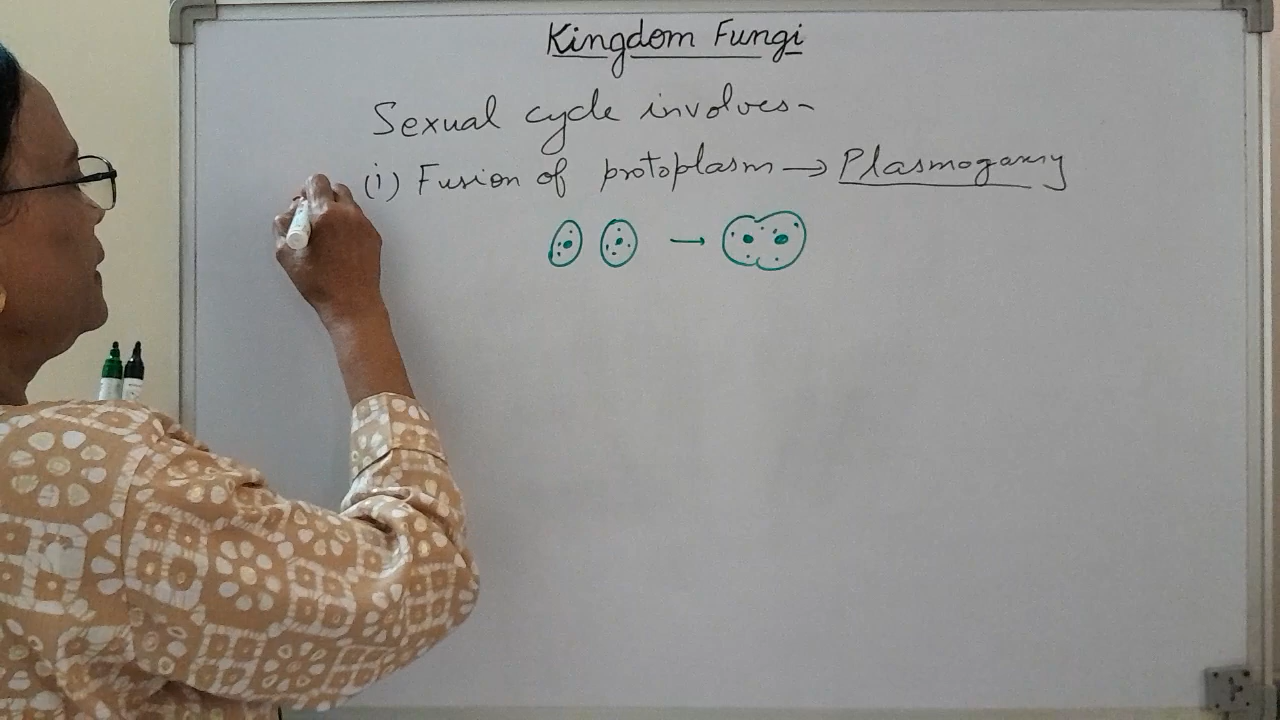 Kingdom Fungi
Sexual cycle involves-
(i) Fusion of protoplasm → Plasmogamy